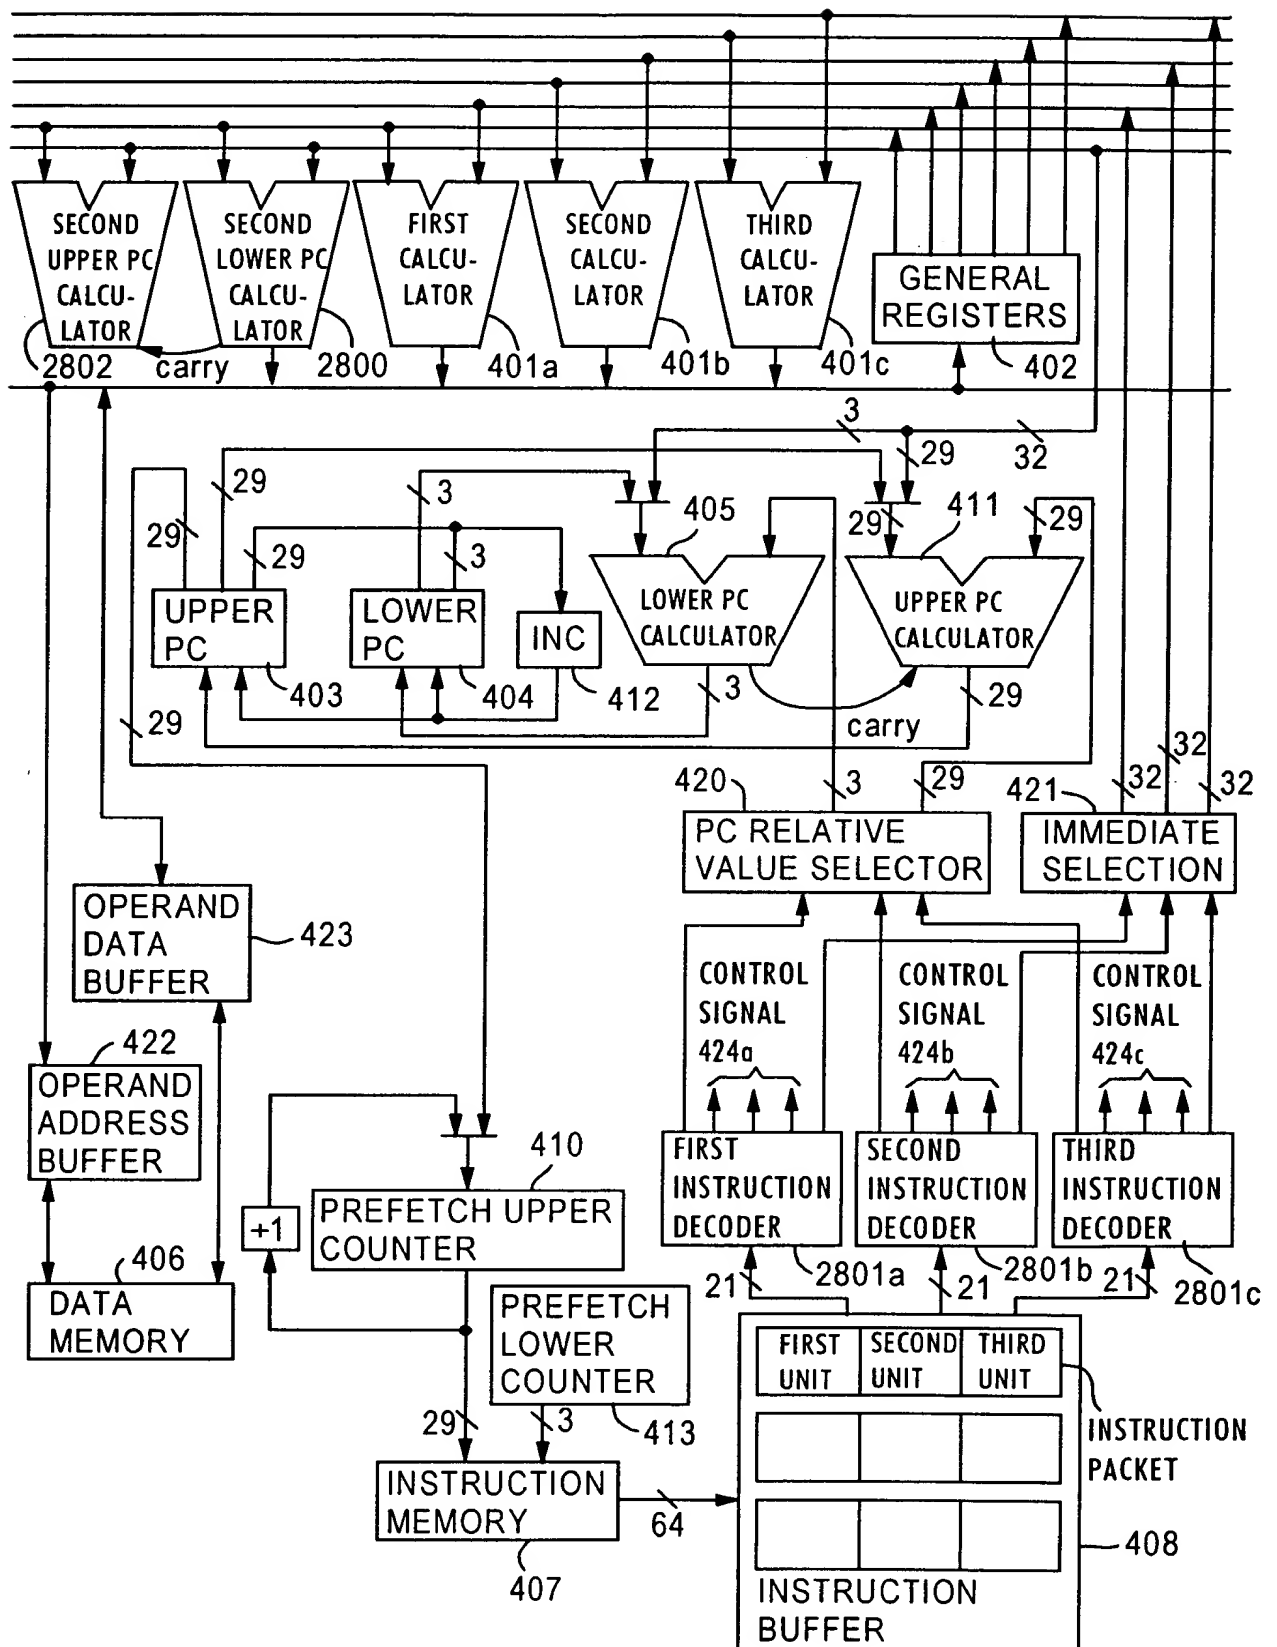 SECOND
UPPER PC
CALCU-
LATOR
SECOND
LOWER PC
CALCU-
LATOR
FIRST
CALCU-
LATOR
SECOND
CALCU-
LATOR
THIRD
CALCU-
LATOR
GENERAL
REGISTERS
2802
carry
2800
401a
401b
401c
402
3
29
32
29
3
405
29
411
29
29
29
3
UPPER
PC
LOWER
PC
INC
LOWER PC
CALCULATOR
UPPER PC
CALCULATOR
403
404
412
3
29
carry
29
420
3
29
421
32
32
32
PC RELATIVE
VALUE SELECTOR
IMMEDIATE
SELECTION
OPERAND
DATA
BUFFER
423
CONTROL
SIGNAL
424a
CONTROL
SIGNAL
424b
CONTROL
SIGNAL
424c
422
OPERAND
ADDRESS
BUFFER
410
FIRST
INSTRUCTION
DECODER
SECOND
INSTRUCTION
DECODER
THIRD
INSTRUCTION
DECODER
+1
PREFETCH UPPER
COUNTER
406
DATA
MEMORY
21
2801a
21
2801b
21
2801c
PREFETCH
LOWER
COUNTER
FIRST
UNIT
SECOND
UNIT
THIRD
UNIT
29
3
413
INSTRUCTION
PACKET
INSTRUCTION
MEMORY
64
407
408
INSTRUCTION
BUFFER